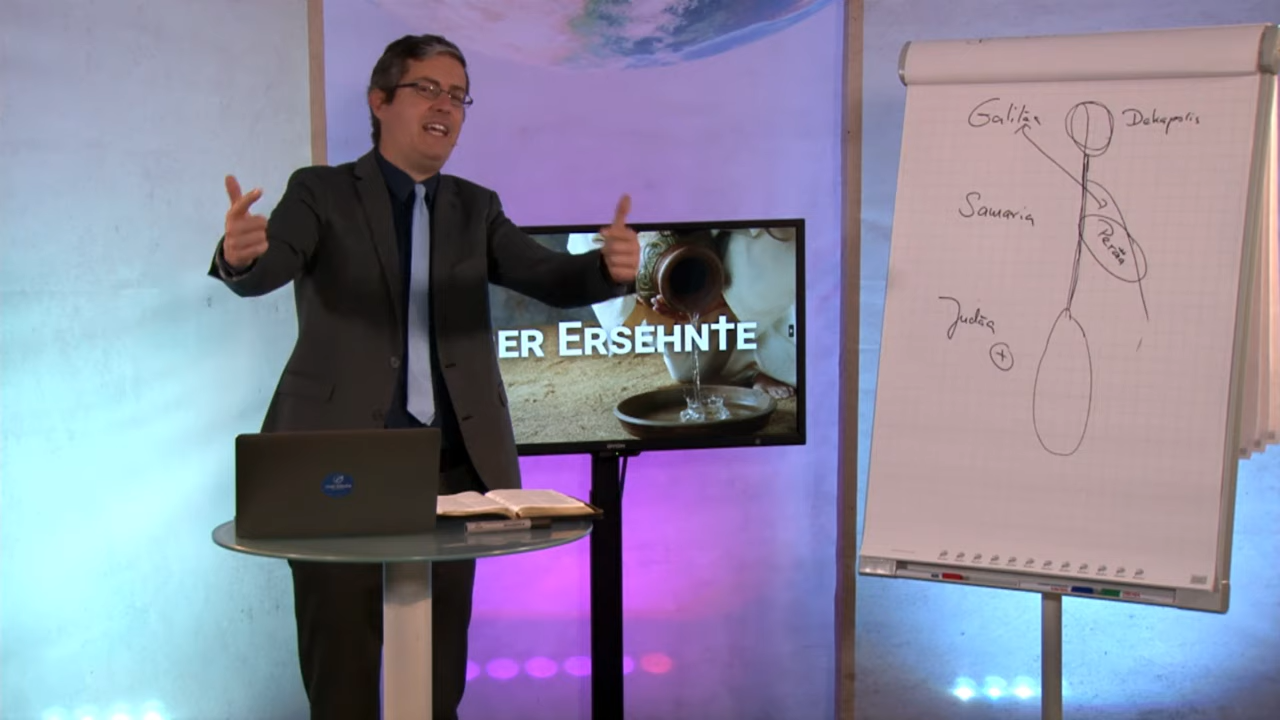 ER ERSEHNTE
Galiläa
Dekapolis
Samaria
Peräa
Judäa